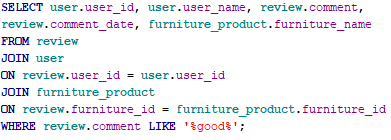 SELECT user.user_id, user.user_name, review.comment,
review.comment_date, furniture_product.furniture_name
FROM review
JOIN user
ON review.user_id = user.user_id
JOIN furniture_product
ON review.furniture_id = furniture_product.furniture_id
WHERE review.comment LIKE '%good%';